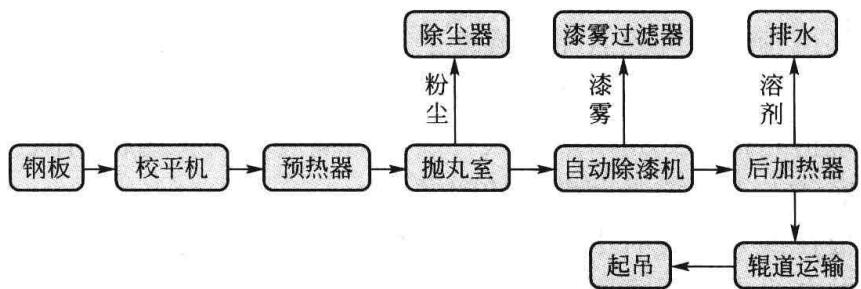 除尘器
漆雾过滤器
排水
粉尘
漆雾
溶剂
钢板
校平机
预热器
抛丸室
自动除漆机
后加热器
起吊
辊道运输